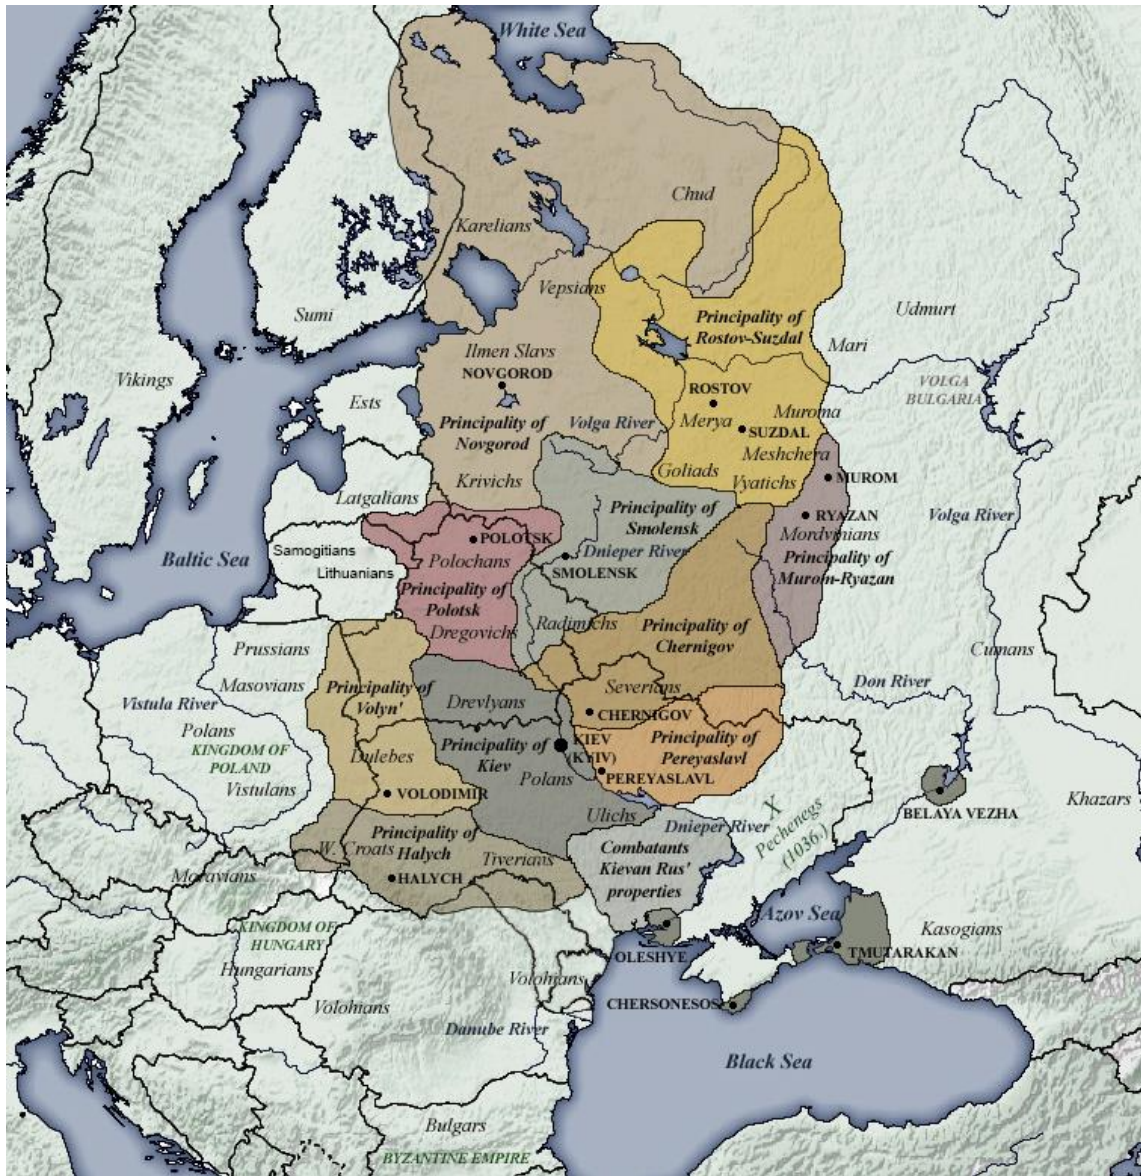 White Sea
Chud
Karelians
Vepsians
Udmurt
Sumi
Principality of
Rostov-Suzdal
Mari
Ilmen Slavs
NOVGOROD
Vikings
VOLGA
BULGARIA
Ests
ROSTOV
Merya
Muroma
Principality of
Novgorod
Volga River
SUZDAL
Meshchera
Goliads
Vyatichs
MUROM
Krivichs
Latgalians
Principality of
Smolensk
RYAZAN
Volga River
Mordvinians
POLOTSK
Samogitians
Baltic Sea
Dnieper River
Principality of
Murom-Ryazan
Polochans
SMOLENSK
Lithuanians
Principality of
Polotsk
Radimichs
Dregovichs
Principality of
Chernigov
Prussians
Cumans
Masovians
Principality of
Volyn'
Severians
Don River
Vistula River
Drevlyans
CHERNIGOV
Polans
KINGDOM OF
POLAND
Principality of
Kiev
KIEV
(KYIV)
Principality of
Pereyaslavl
Dulebes
Polans
PEREYASLAVL
Vistulans
VOLODIMIR
Ulichs
X
Pechenegs
(1036.)
Khazars
BELAYA VEZHA
Dnieper River
Principality of
Halych
W. Croats
Tiverians
Combatants
Kievan Rus'
properties
Moravians
HALYCH
Azov Sea
KINGDOM OF
HUNGARY
Kasogians
OLESHYE
TMUTARAKAN
Hungarians
Volohians
Volohians
CHERSONESOS
Danube River
Black Sea
Bulgars
BYZANTINE EMPIRE